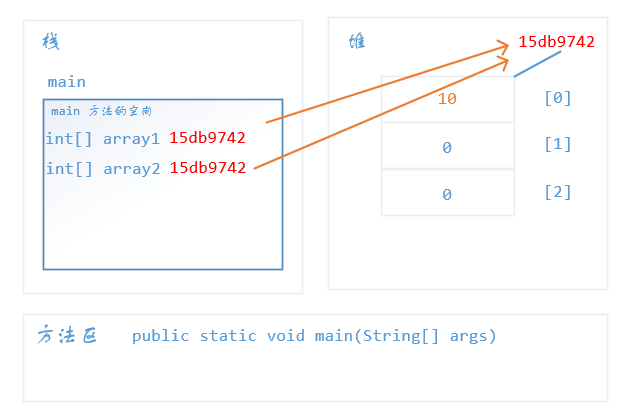 栈
main
main 方法的空间
int[] array1 15db9742
int[] array2 15db9742
堆
15db9742
10 [0]
0 [1]
0 [2]
方法区 public static void main(String[] args)